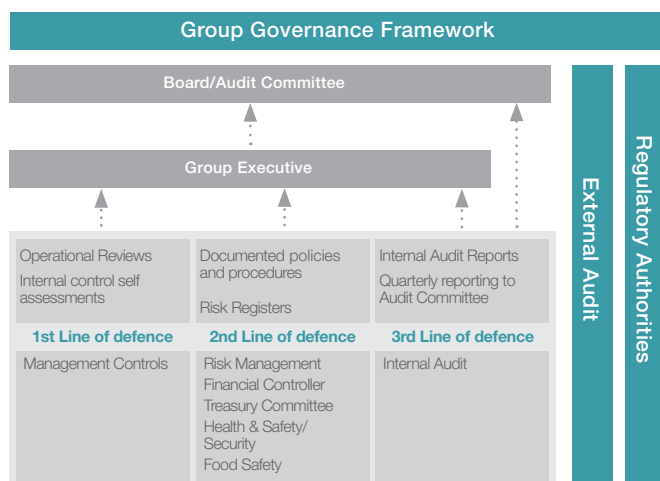 Group Governance Framework
Board/Audit Committee
Group Executive
Operational Reviews
Internal control self
assessments
Documented policies
and procedures
Risk Registers
Internal Audit Reports
Quarterly reporting to
Audit Committee
1st Line of defence
2nd Line of defence
3rd Line of defence
Management Controls
Risk Management
Financial Controller
Treasury Committee
Health & Safety/
Security
Food Safety
Internal Audit
External Audit
Regulatory Authorities